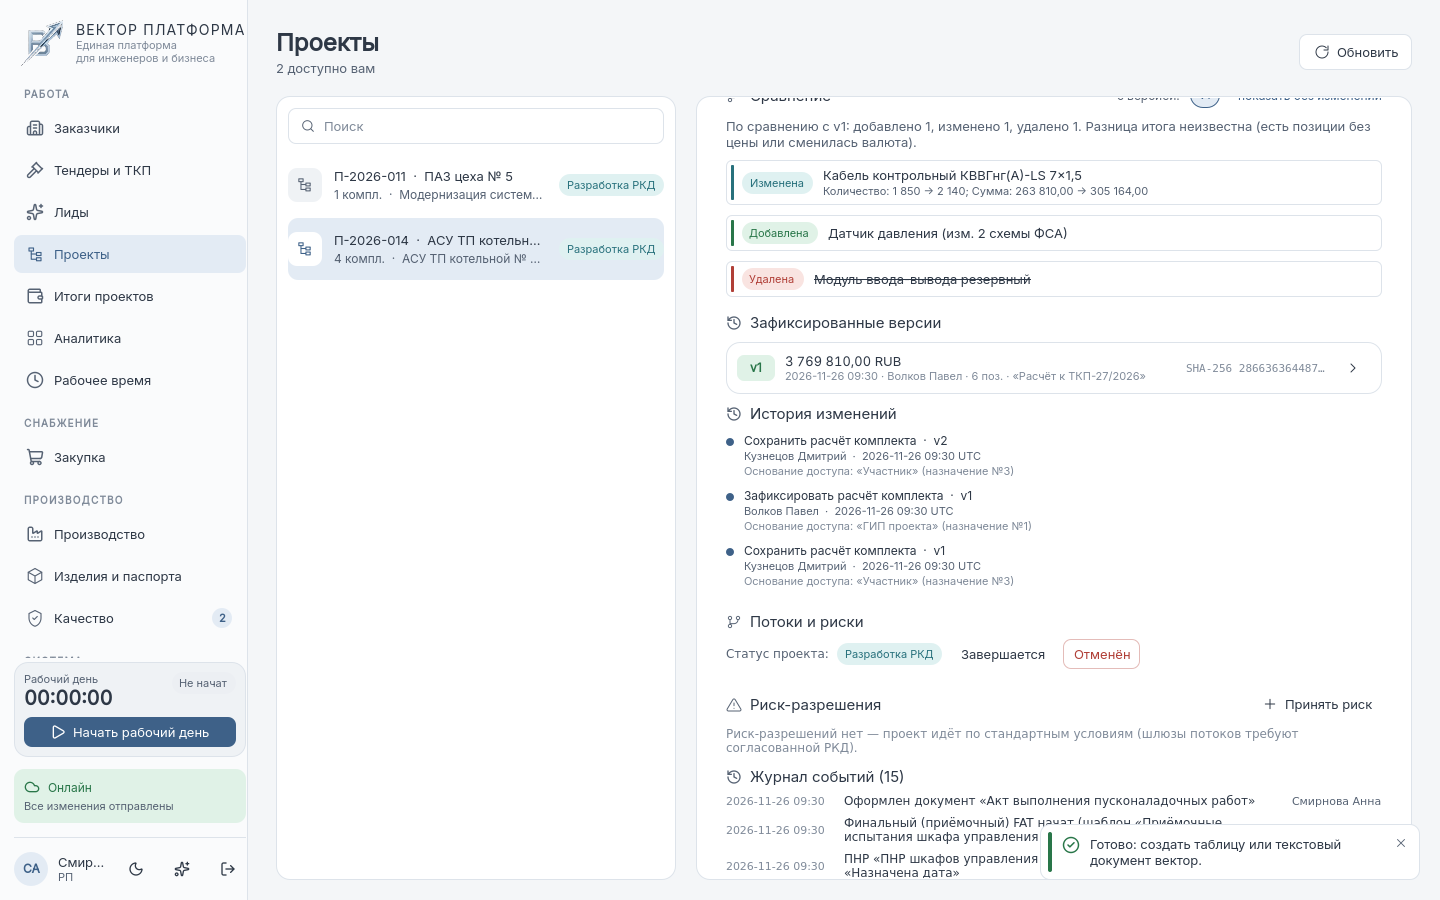 ВЕКТОР ПЛАТФОРМА
Единая платформа
для инженеров и бизнеса
РАБОТА
Заказчики
Тендеры и ТКП
Лиды
Проекты
Итоги проектов
Аналитика
Рабочее время
СНАБЖЕНИЕ
Закупка
ПРОИЗВОДСТВО
Производство
Изделия и паспорта
Качество
2
Рабочий день
Не начат
00:00:00
Начать рабочий день
Онлайн
Все изменения отправлены
СА
Смир...
РП
Проекты
2 доступно вам
Обновить
Поиск
П-2026-011 · ПАЗ цеха № 5
1 компл. · Модернизация систем...
Разработка РКД
П-2026-014 · АСУ ТП котельн...
4 компл. · АСУ ТП котельной № ...
Разработка РКД
Сравнение
По сравнению с v1: добавлено 1, изменено 1, удалено 1. Разница итога неизвестна (есть позиции без
цены или сменилась валюта).
Изменена
Кабель контрольный КВВГнг(А)-LS 7×1,5
Количество: 1 850 → 2 140; Сумма: 263 810,00 → 305 164,00
Добавлена
Датчик давления (изм. 2 схемы ФСА)
Удалена
Модуль ввода-вывода резервный
Зафиксированные версии
v1
3 769 810,00 RUB
2026-11-26 09:30 · Волков Павел · 6 поз. · «Расчёт к ТКП-27/2026»
SHA-256 286636364487…
История изменений
Сохранить расчёт комплекта · v2
Кузнецов Дмитрий · 2026-11-26 09:30 UTC
Основание доступа: «Участник» (назначение №3)
Зафиксировать расчёт комплекта · v1
Волков Павел · 2026-11-26 09:30 UTC
Основание доступа: «ГИП проекта» (назначение №1)
Сохранить расчёт комплекта · v1
Кузнецов Дмитрий · 2026-11-26 09:30 UTC
Основание доступа: «Участник» (назначение №3)
Потоки и риски
Статус проекта:
Разработка РКД
Завершается
Отменён
Риск-разрешения
Принять риск
Риск-разрешений нет — проект идёт по стандартным условиям (шлюзы потоков требуют
согласованной РКД).
Журнал событий (15)
2026-11-26 09:30
Оформлен документ «Акт выполнения пусконаладочных работ»
Смирнова Анна
2026-11-26 09:30
Финальный (приёмочный) FAT начат (шаблон «Приёмочные
испытания шкафа управления
2026-11-26 09:30
ПНР «ПНР шкафов управления
«Назначена дата»
Готово: создать таблицу или текстовый
документ вектор.